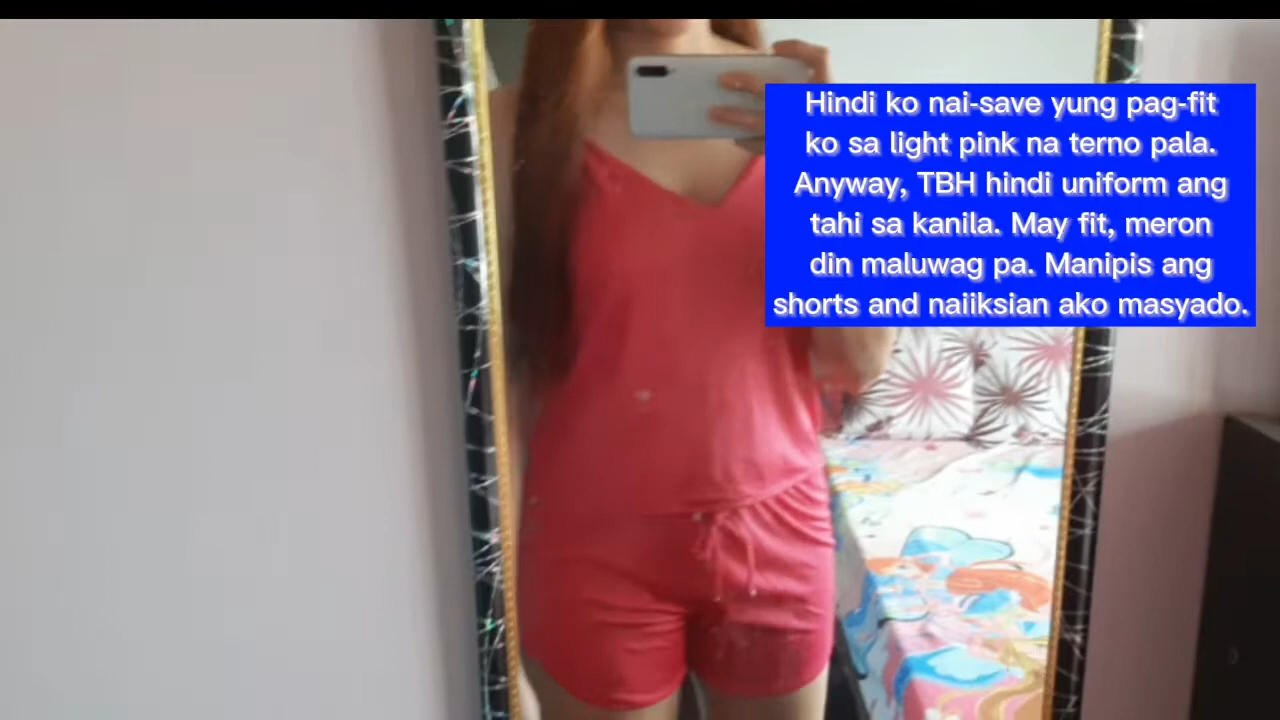 Hindi ko nai-save yung pag-fit
ko sa light pink na terno pala.
Anyway, TBH hindi uniform ang
tahi sa kanila. May fit, meron
din maluwag pa. Manipis ang
shorts and naiiksian ako masyado.